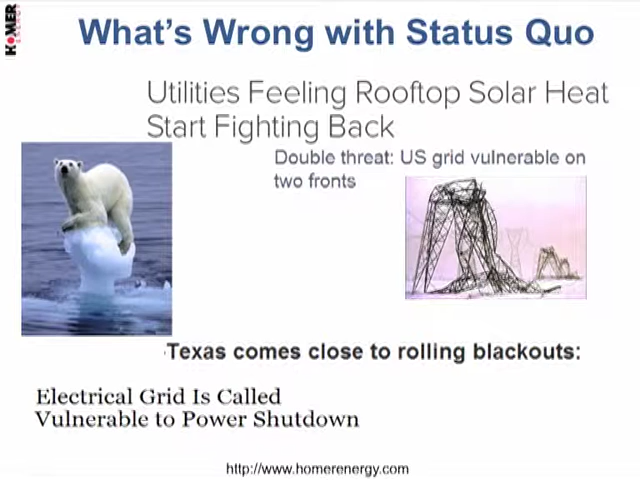 HOMER
What's Wrong with Status Quo
Utilities Feeling Rooftop Solar Heat
Start Fighting Back
Double threat: US grid vulnerable on
two fronts
Texas comes close to rolling blackouts:
Electrical Grid Is Called
Vulnerable to Power Shutdown
http://www.homerenergy.com